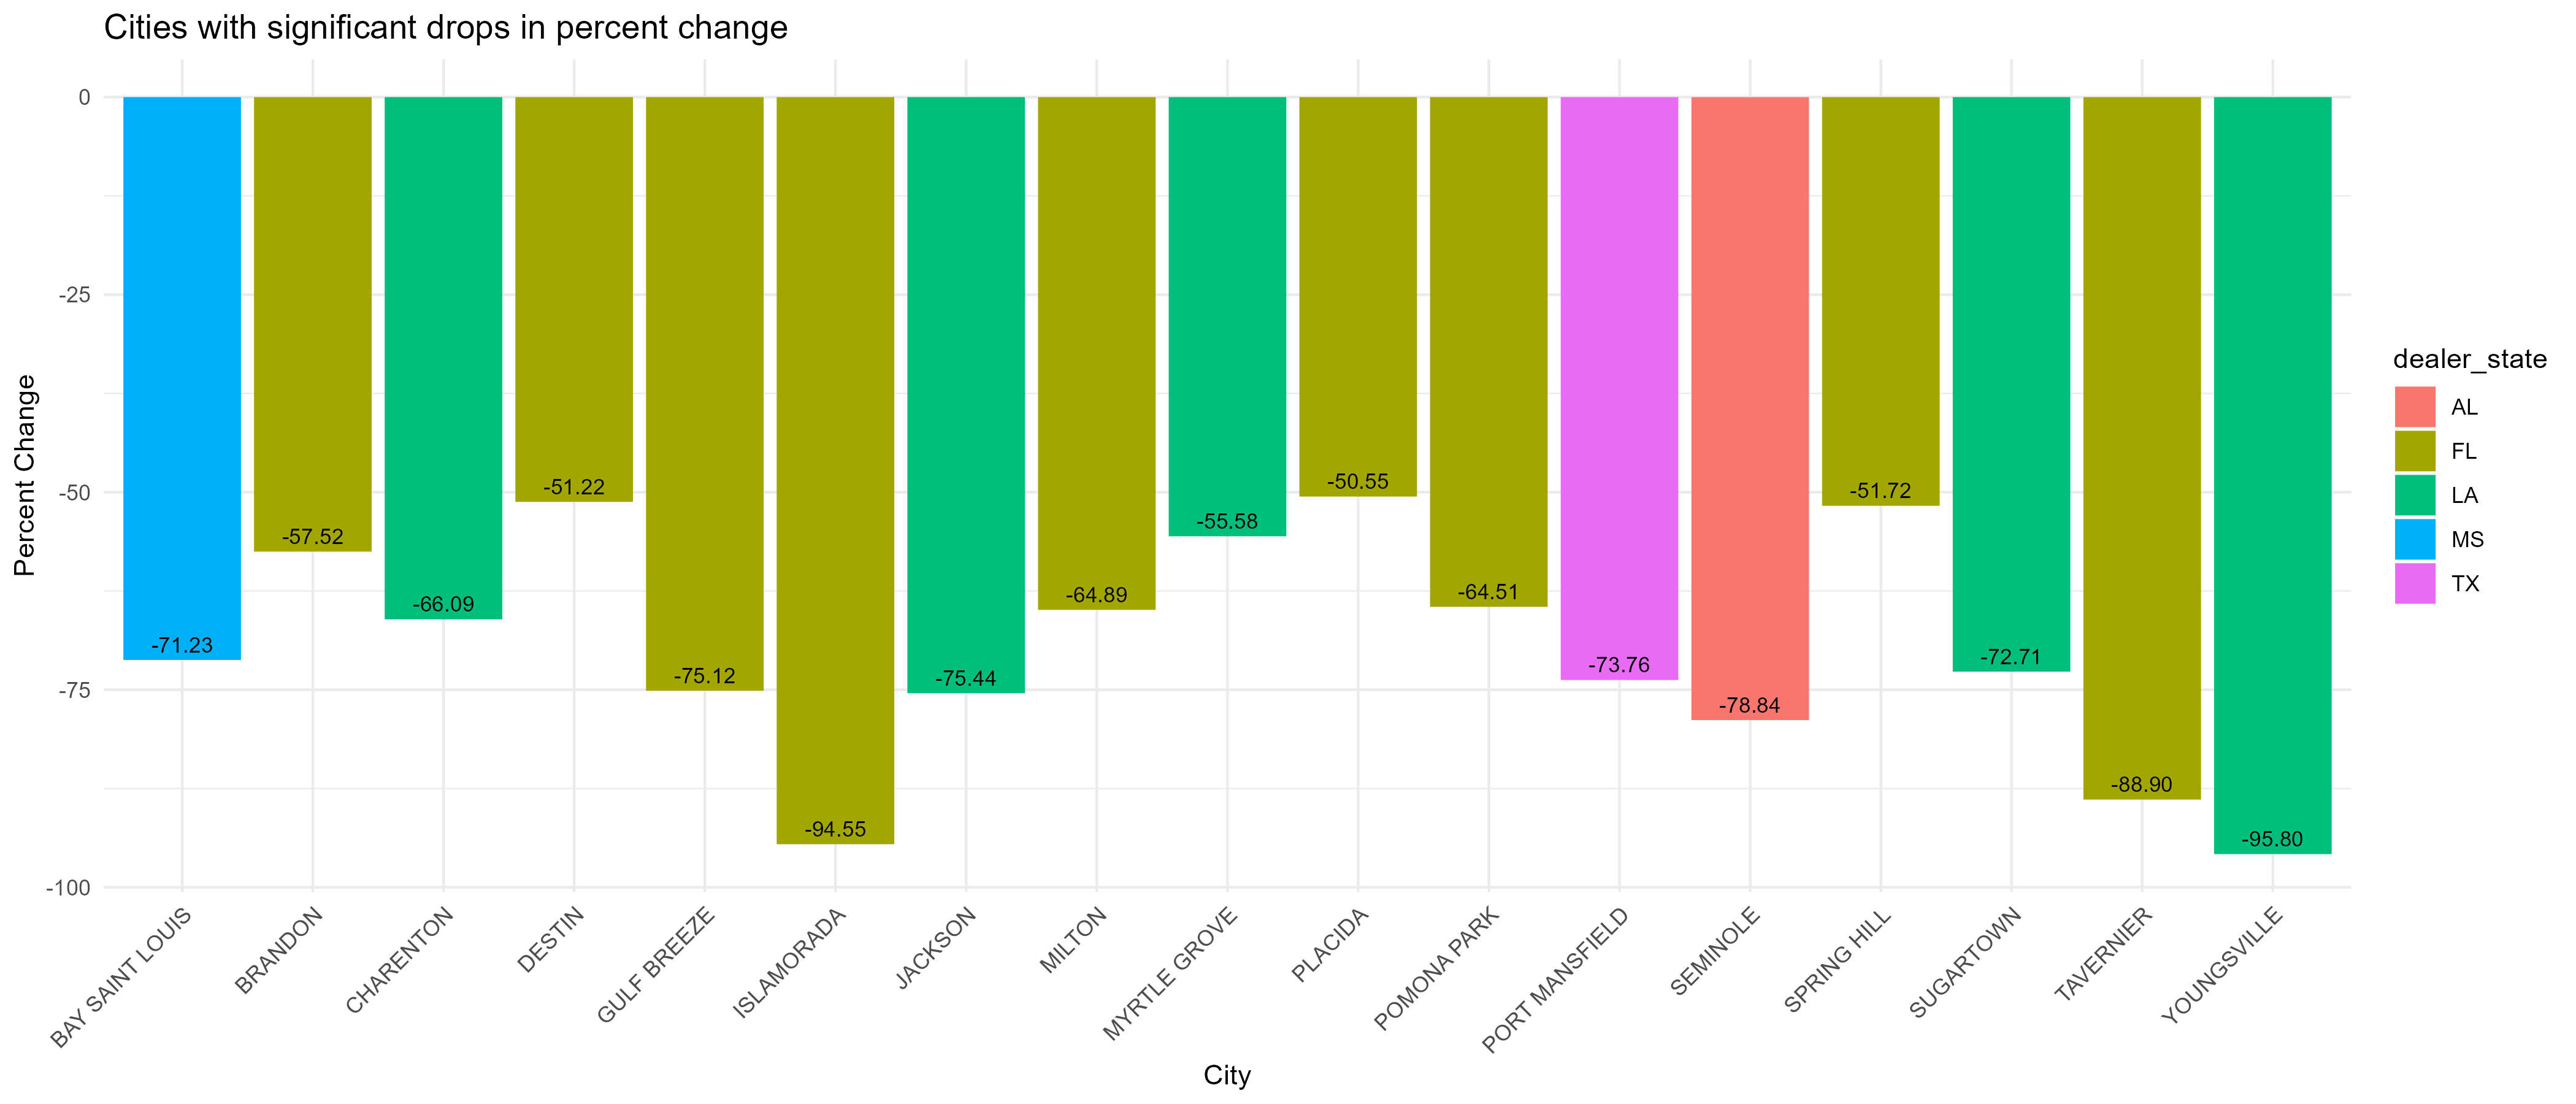 Cities with significant drops in percent change
Percent Change
0
-25
-50
-75
-100
-71.23
-57.52
-66.09
-51.22
-75.12
-94.55
-75.44
-64.89
-55.58
-50.55
-64.51
-73.76
-78.84
-51.72
-72.71
-88.90
-95.80
BAY SAINT LOUIS
BRANDON
CHARENTON
DESTIN
GULF BREEZE
ISLAMORADA
JACKSON
MILTON
MYRTLE GROVE
PLACIDA
POMONA PARK
PORT MANSFIELD
SEMINOLE
SPRING HILL
SUGARTOWN
TAVERNIER
YOUNGSVILLE
City
dealer_state
AL
FL
LA
MS
TX